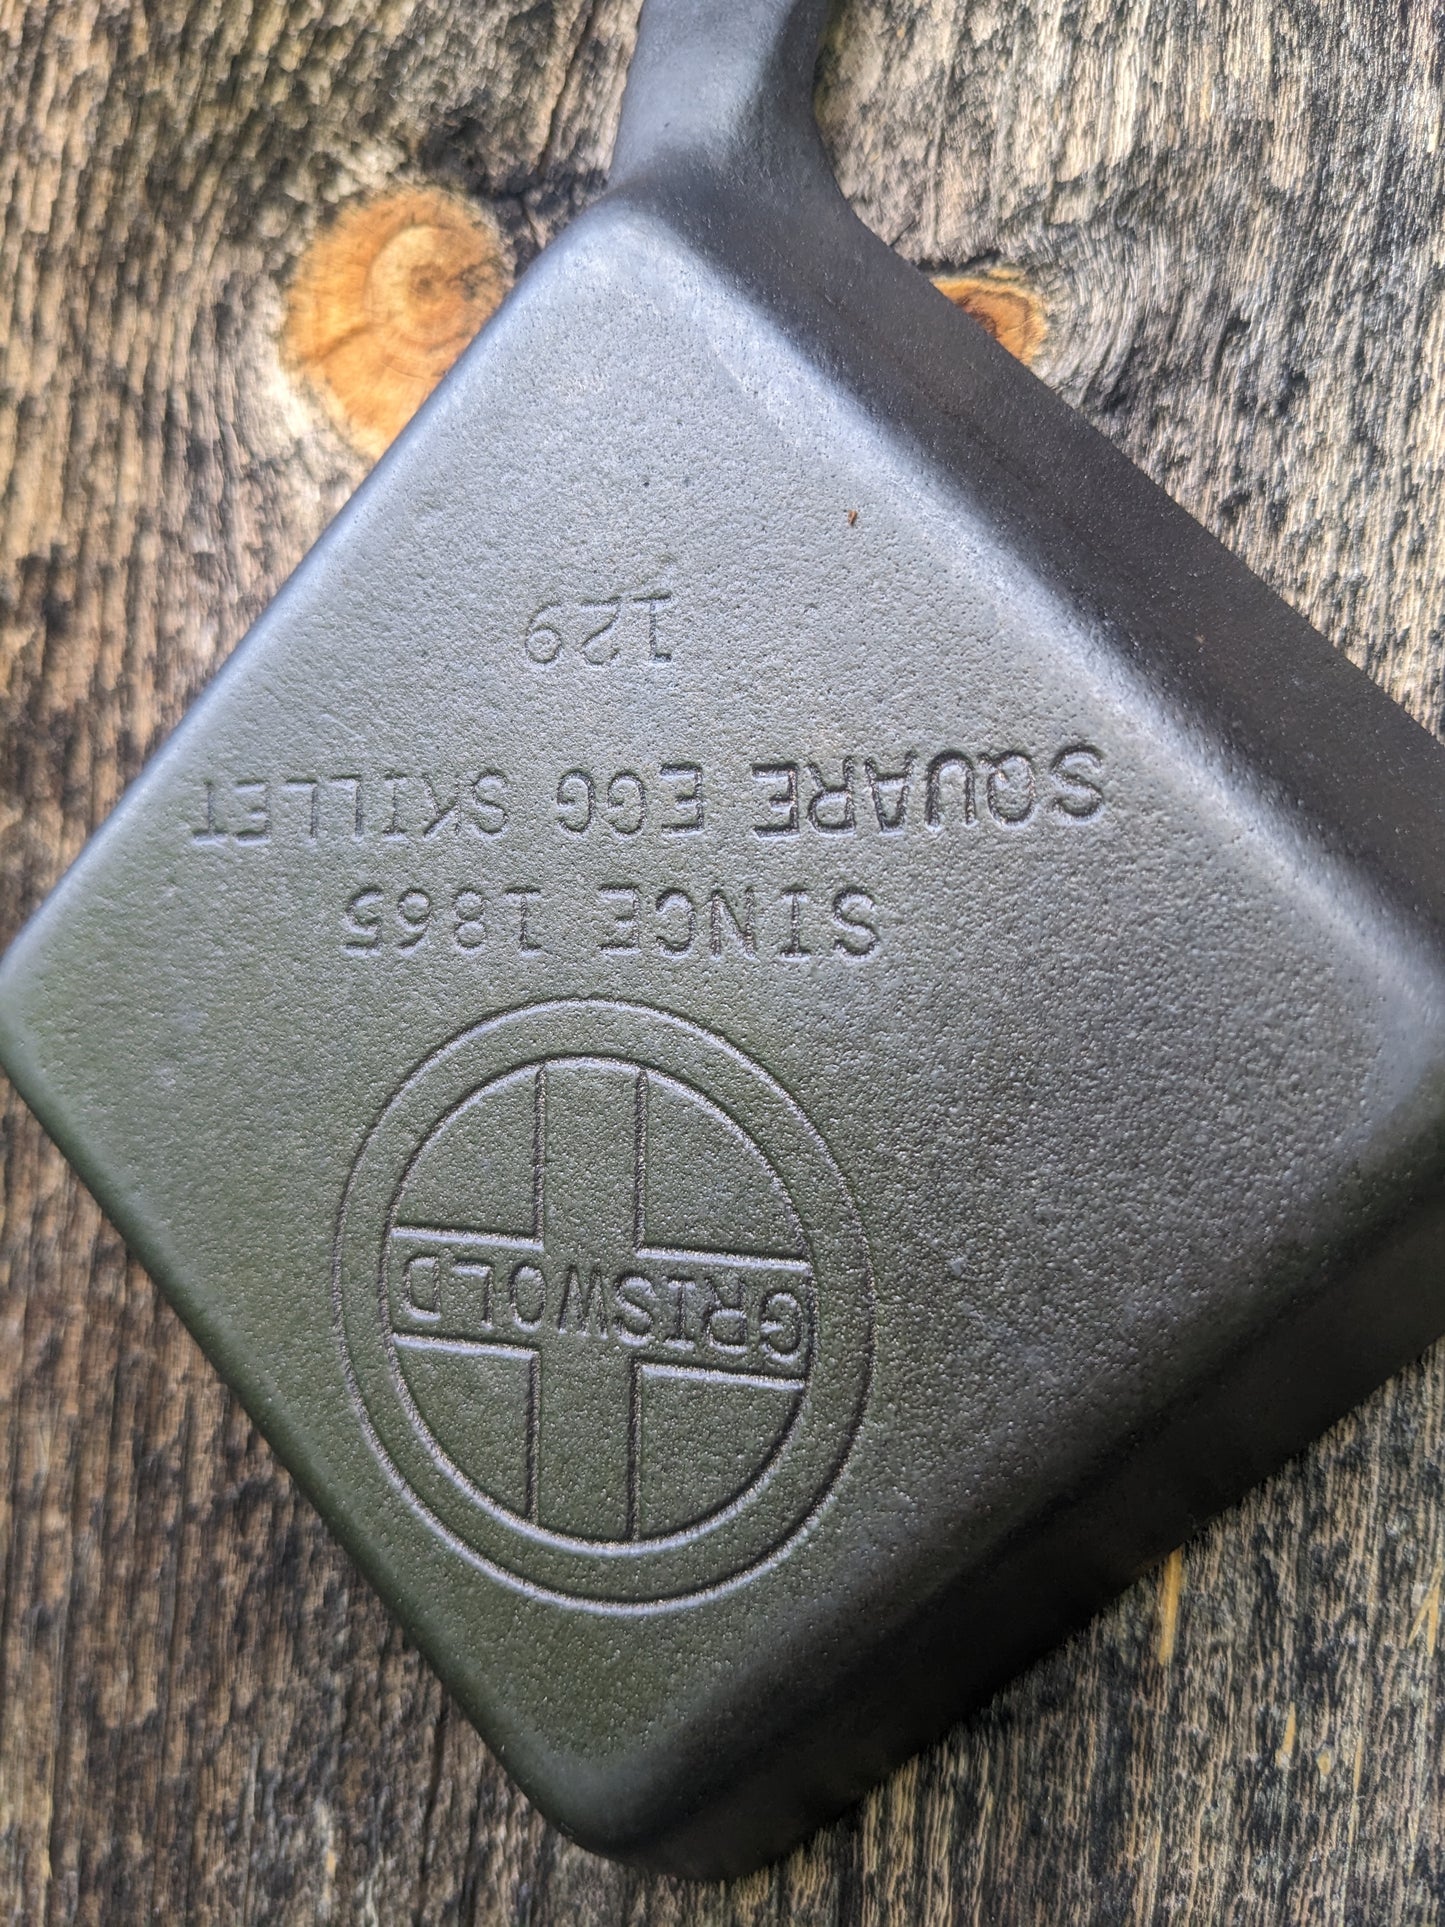 GRISWOLD
SINCE 1865
SQUARE EGG SKILLET
129